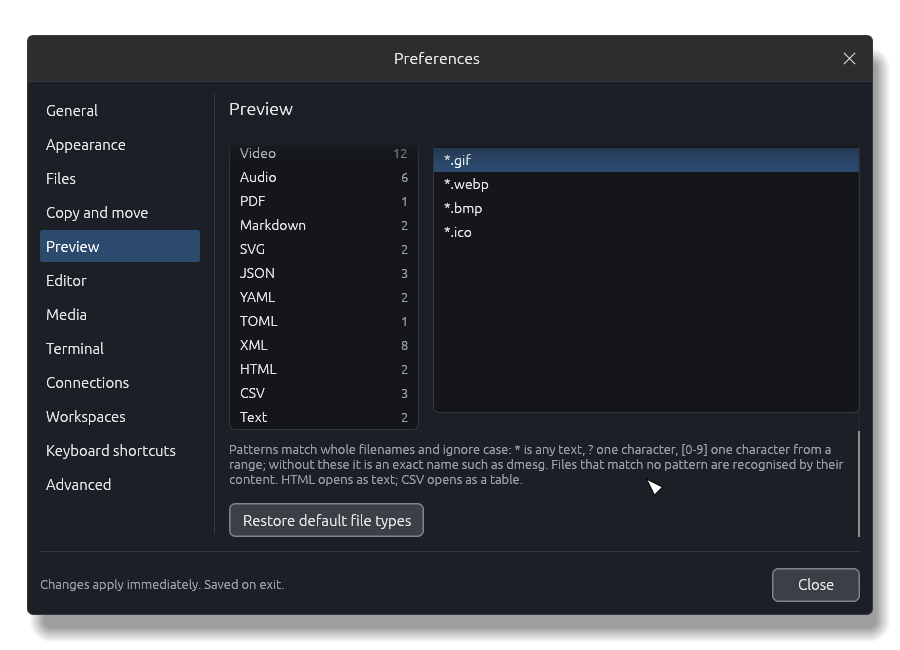 Preferences
General
Appearance
Files
Copy and move
Preview
Editor
Media
Terminal
Connections
Workspaces
Keyboard shortcuts
Advanced
Preview
Video 12
Audio 6
PDF 1
Markdown 2
SVG 2
JSON 3
YAML 2
TOML 1
XML 8
HTML 2
CSV 3
Text 2
*.gif
*.webp
*.bmp
*.ico
Patterns match whole filenames and ignore case: * is any text, ? one character, [0-9] one character from a
range; without these it is an exact name such as dmesg. Files that match no pattern are recognised by their
content. HTML opens as text; CSV opens as a table.
Restore default file types
Changes apply immediately. Saved on exit.
Close